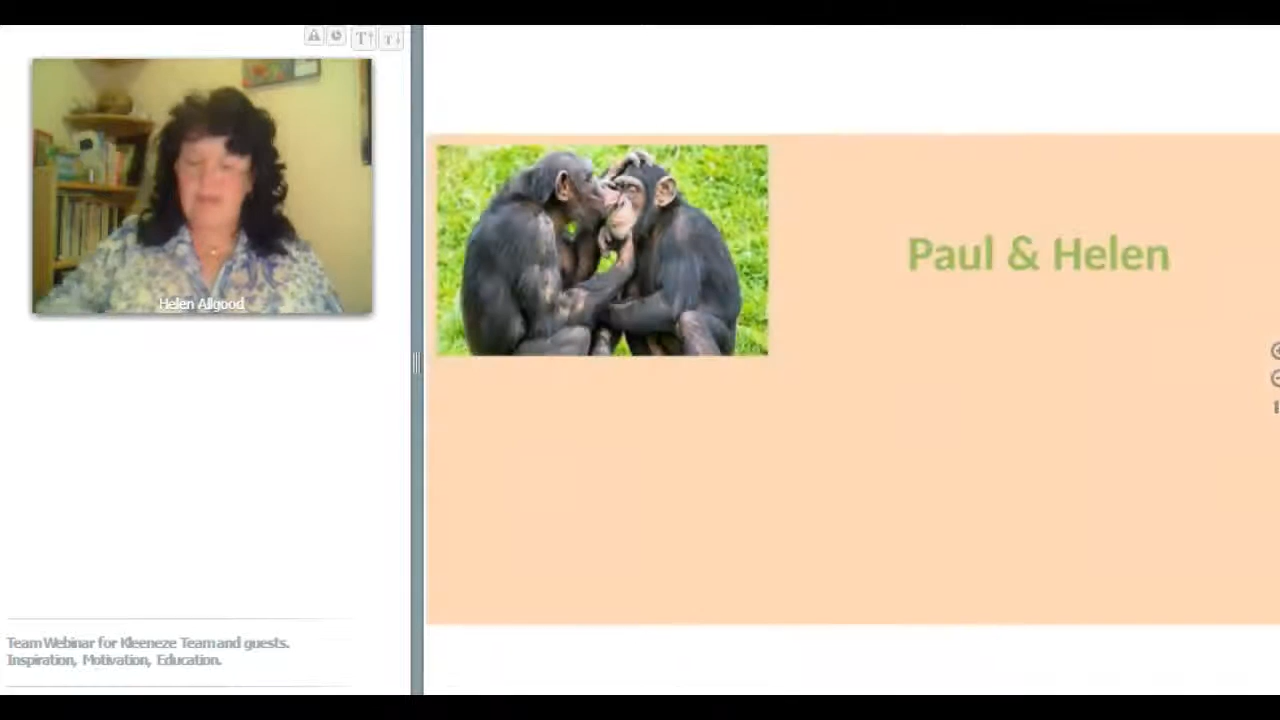 Helen Allgood
Paul & Helen
Team Webinar for Kleeneze Team and guests.
Inspiration, Motivation, Education.